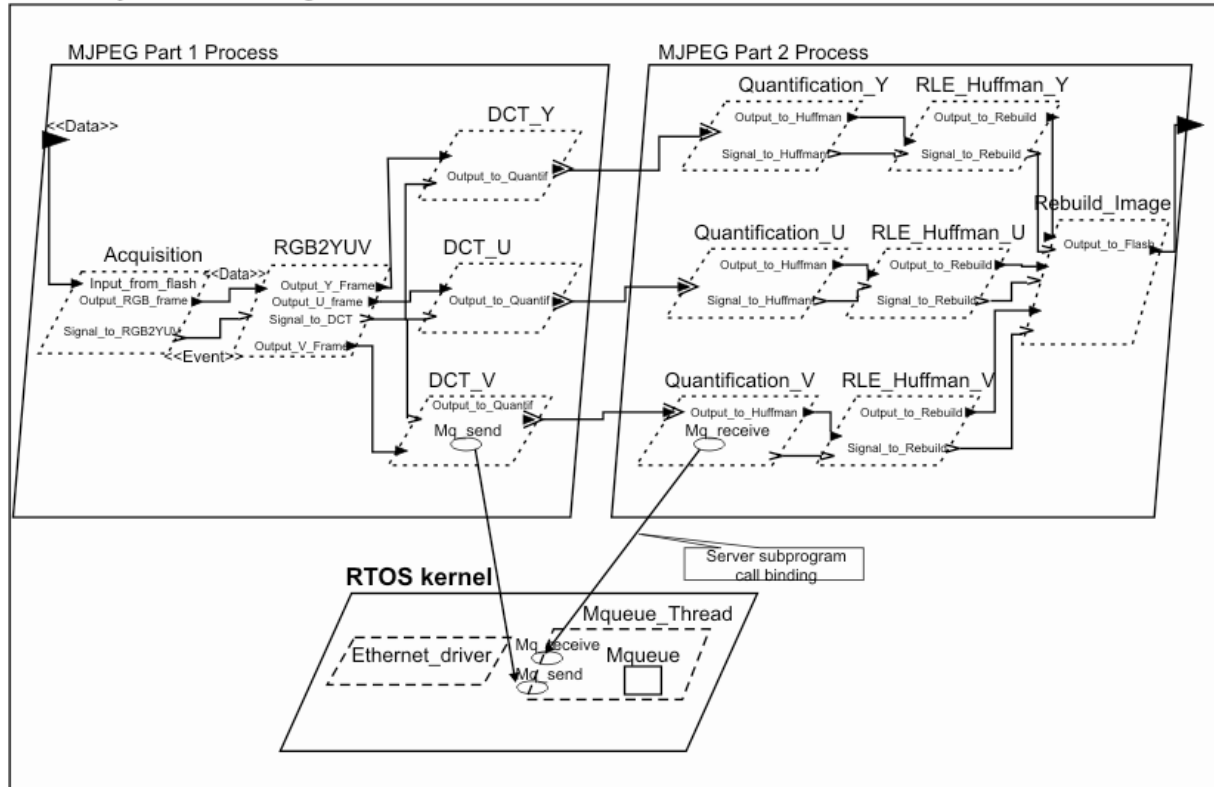 MJPEG Part 1 Process
MJPEG Part 2 Process
<<Data>>
DCT_Y
Output_to_Quantif
Quantification_Y
Output_to_Huffman
Signal_to_Huffman
RLE_Huffman_Y
Output_to_Rebuild
Signal_to_Rebuild
Rebuild_Image
Output_to_Flash
Acquisition
Input_from_flash
Output_RGB_frame
Signal_to_RGB2YUV
<<Data>>
<<Event>>
RGB2YUV
Output_Y_Frame
Output_U_frame
Signal_to_DCT
Output_V_Frame
DCT_U
Output_to_Quantif
Quantification_U
Output_to_Huffman
Signal_to_Huffman
RLE_Huffman_U
Output_to_Rebuild
Signal_to_Rebuild
DCT_V
Output_to_Quantif
Mq_send
Quantification_V
Output_to_Huffman
Mq_receive
RLE_Huffman_V
Output_to_Rebuild
Signal_to_Rebuild
Server subprogram
call binding
RTOS kernel
Ethernet_driver
Mqueue_Thread
Mq_receive
Mq_send
Mqueue